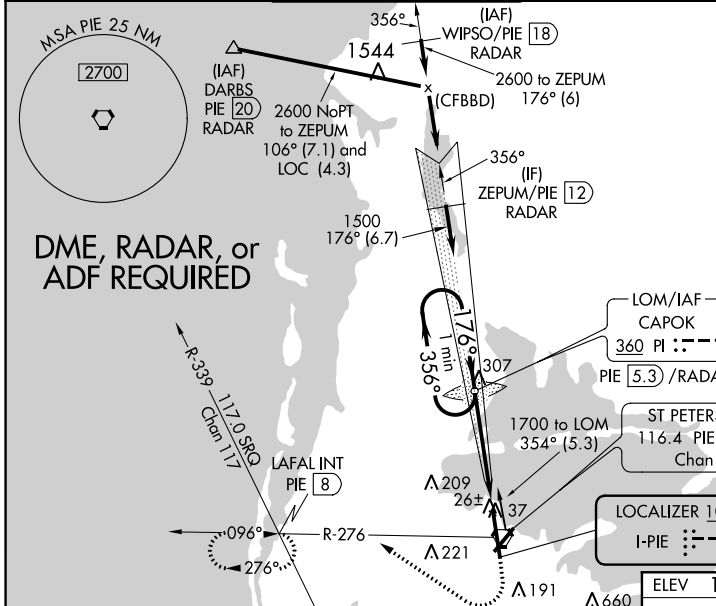 MSA PIE 25 NM
2700
(IAF)
DARBS
PIE 20
RADAR
1544
2600 NoPT
to ZEPUM
106° (7.1) and
LOC (4.3)
356°
(IAF)
WIPSO/PIE 18
RADAR
2600 to ZEPUM
176° (6)
(CFBBD)
356°
(IF)
ZEPUM/PIE 12
RADAR
1500
176° (6.7)
DME, RADAR, or
ADF REQUIRED
176°
1 min
356°
307
LOM/IAF
CAPOK
360 PI
PIE 5.3 /RADA
1700 to LOM
354° (5.3)
ST PETERS
116.4 PIE
Chan
R-339 117.0 SRQ
Chan 117
LAFAL INT
PIE 8
209
26±
37
LOCALIZER 1
I-PIE
096°
R-276
276°
221
191
660
ELEV 1